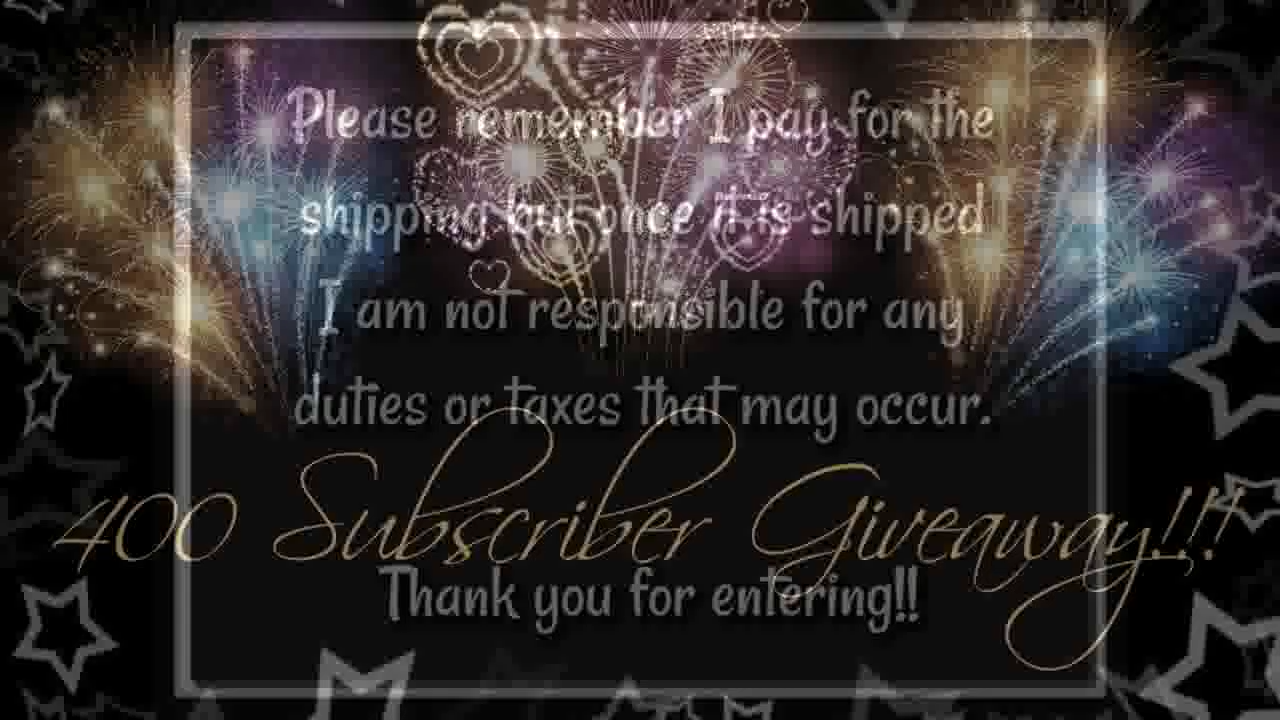 Please remember I pay for the
shipping but once it is shipped
I am not responsible for any
duties or taxes that may occur.
400 Subscriber Giveaway!!!
Thank you for entering!!